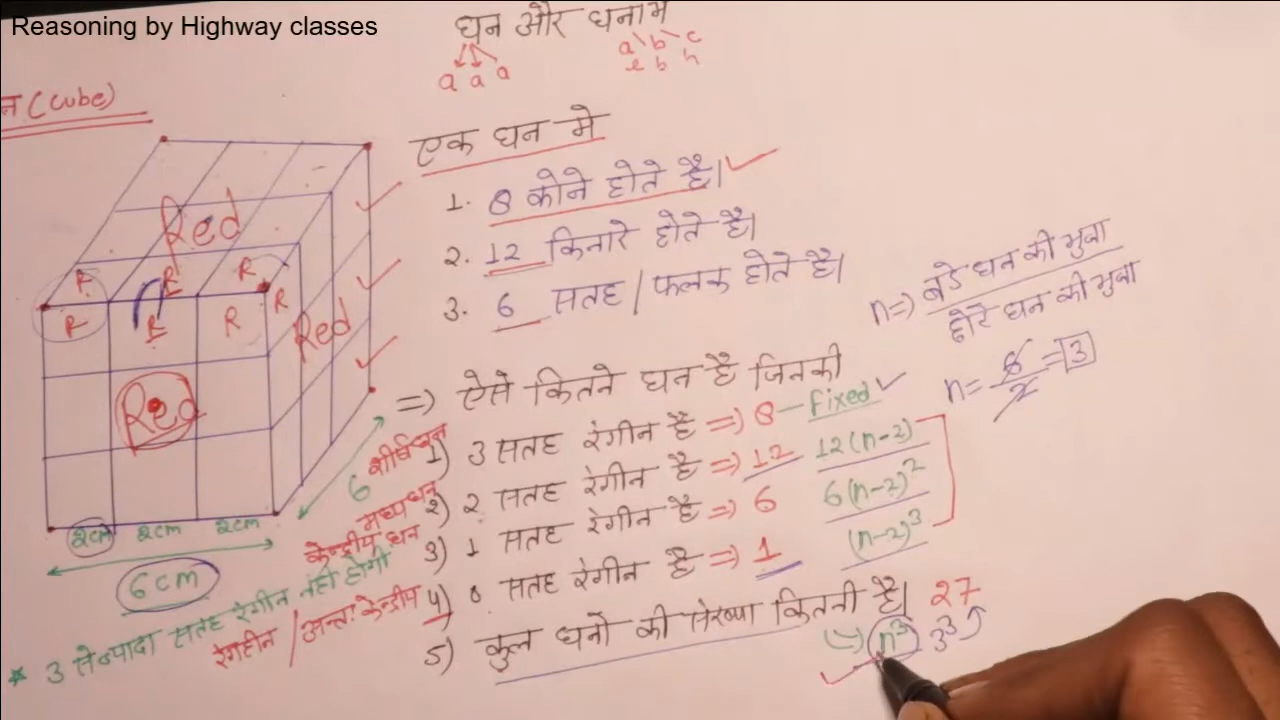 Reasoning by Highway classes
घन और घनाभ
a a a
a b c
l b h
न (Cube)
एक घन मे
1. 8 कोने होते है।
2. 12 किनारे होते है।
3. 6 सतह / फलक होते है।
Red
R R R
R R R R
Red
Red
2cm 2cm 2cm
6cm
6
n => बडे घन की भुजा
छोटे घन की भुजा
n = 6/2 = 3
=> ऐसे कितने घन है जिनकी
शीर्ष घन 1) 3 सतह रंगीन है => 8 - Fixed
मध्य घन 2) 2 सतह रंगीन है => 12 12(n-2)
केन्द्रीय घन 3) 1 सतह रंगीन है => 6 6(n-2)²
रंगहीन / अन्तः केन्द्रीय 4) 0 सतह रंगीन है => 1 (n-2)³
5) कुल घनों की संख्या कितनी है। 27
n³ 3³
* 3 से ज्यादा सतह रंगीन नही होगी